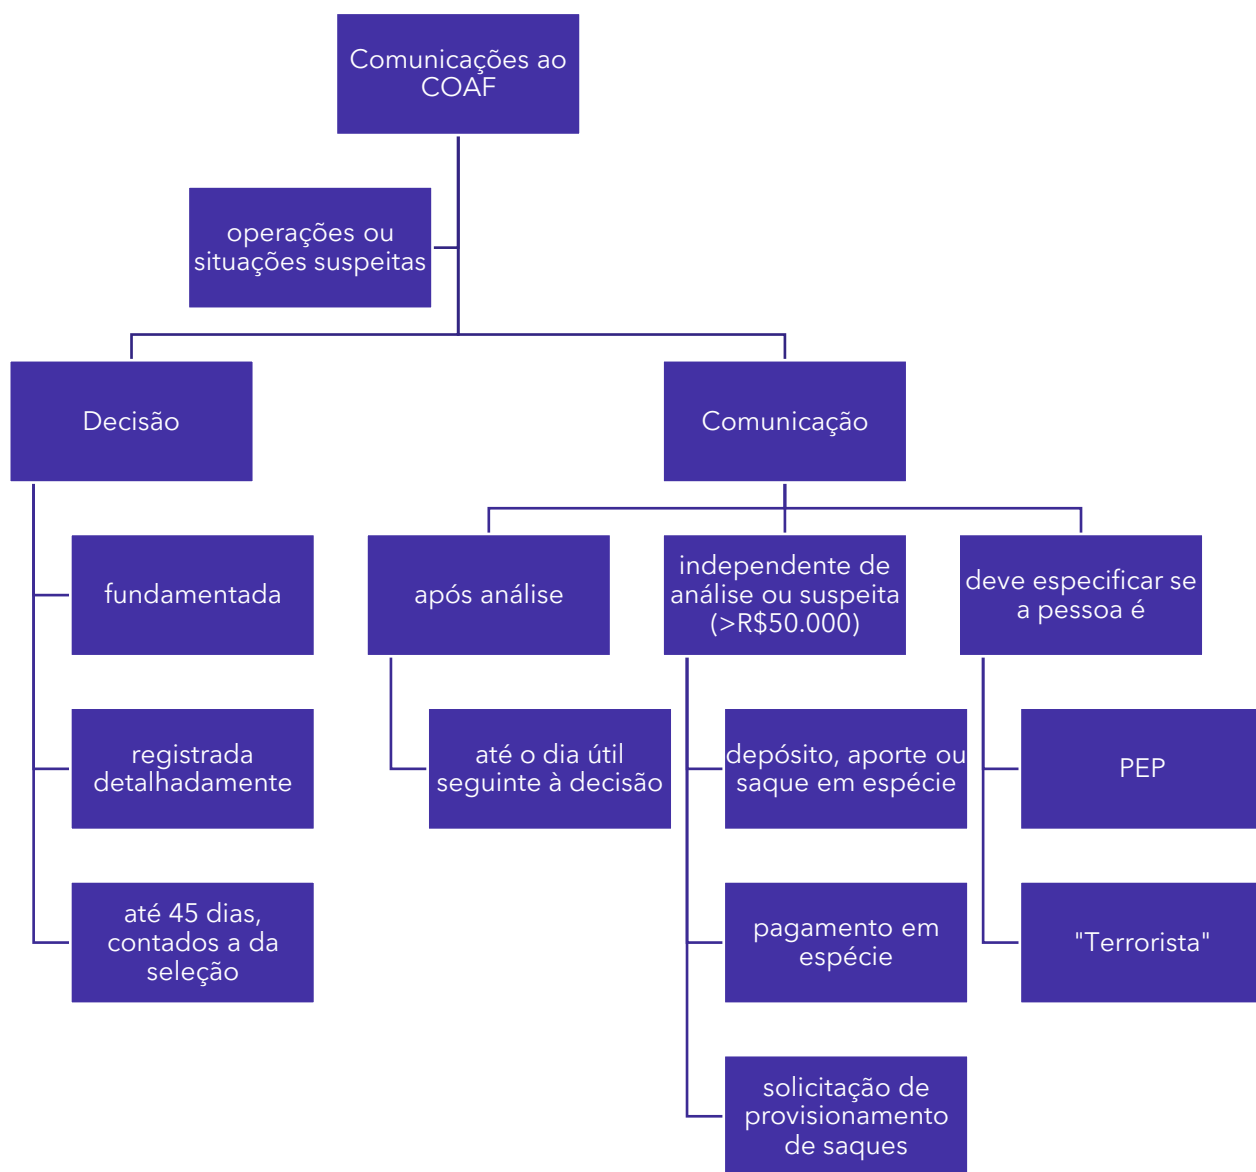 Comunicações ao
COAF
operações ou
situações suspeitas
Decisão
fundamentada
registrada
detalhadamente
até 45 dias,
contados a da
seleção
Comunicação
após análise
até o dia útil
seguinte à decisão
independente de
análise ou suspeita
(>R$50.000)
depósito, aporte ou
saque em espécie
pagamento em
espécie
solicitação de
provisionamento
de saques
deve especificar se
a pessoa é
PEP
"Terrorista"